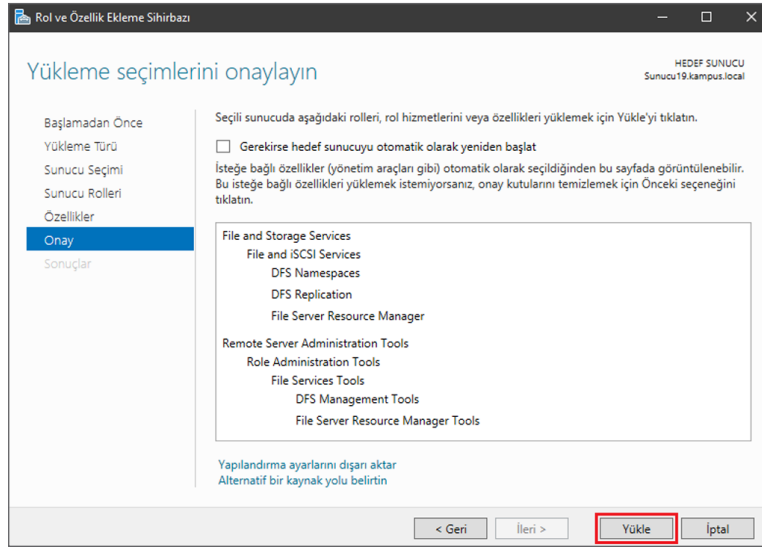 Rol ve Özellik Ekleme Sihirbazı
Yükleme seçimlerini onaylayın
HEDEF SUNUCU
Sunucu19.kampus.local
Başlamadan Önce
Yükleme Türü
Sunucu Seçimi
Sunucu Rolleri
Özellikler
Onay
Sonuçlar
Seçili sunucuda aşağıdaki rolleri, rol hizmetlerini veya özellikleri yüklemek için Yükle'yi tıklatın.
Gerekirse hedef sunucuyu otomatik olarak yeniden başlat
İsteğe bağlı özellikler (yönetim araçları gibi) otomatik olarak seçildiğinden bu sayfada görüntülenebilir.
Bu isteğe bağlı özellikleri yüklemek istemiyorsanız, onay kutularını temizlemek için Önceki seçeneğini
tıklatın.
File and Storage Services
File and iSCSI Services
DFS Namespaces
DFS Replication
File Server Resource Manager
Remote Server Administration Tools
Role Administration Tools
File Services Tools
DFS Management Tools
File Server Resource Manager Tools
Yapılandırma ayarlarını dışarı aktar
Alternatif bir kaynak yolu belirtin
< Geri
İleri >
Yükle
İptal